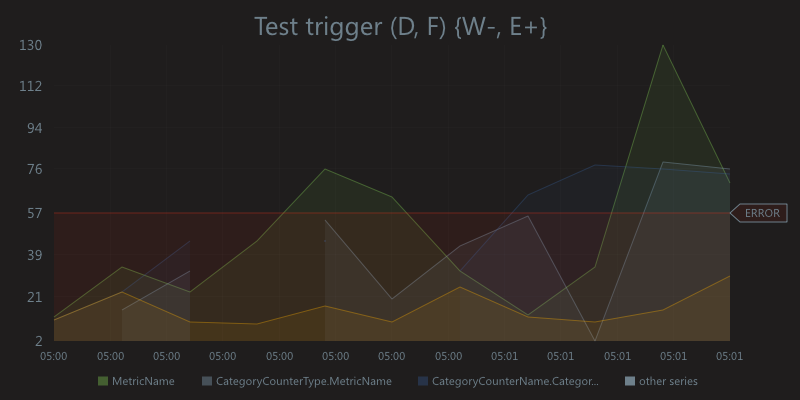 Test trigger (D, F) {W-, E+}
130
112
94
76
57
ERROR
39
21
2
05:00 05:00 05:00 05:00 05:00 05:00 05:00 05:00 05:01 05:01 05:01 05:01 05:01
MetricName CategoryCounterType.MetricName CategoryCounterName.Categor... other series